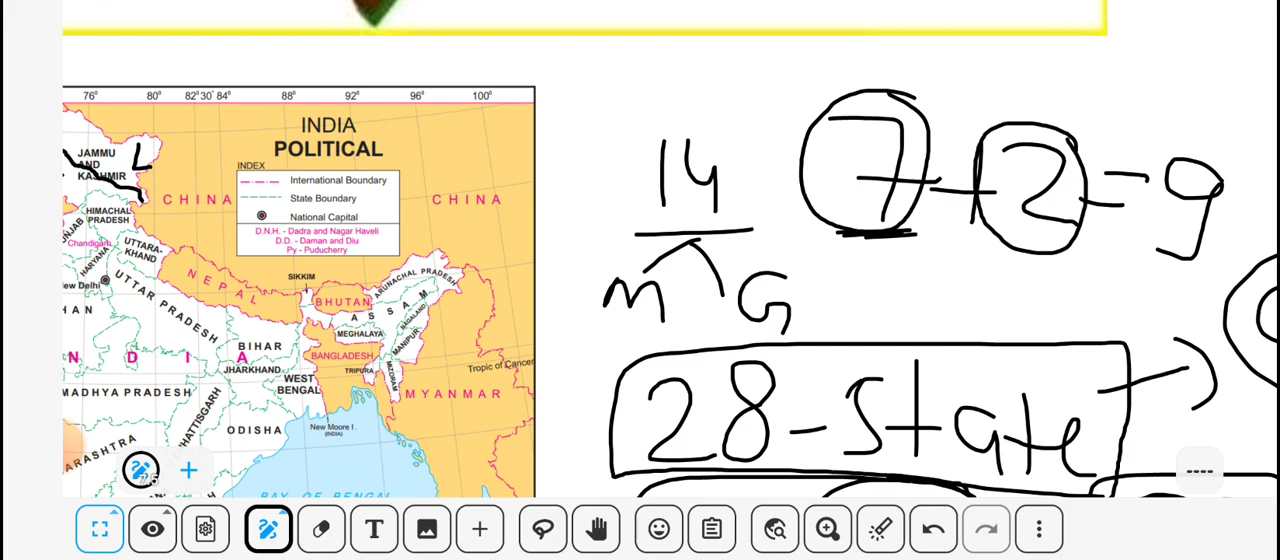 76° 80° 82°30' 84° 88° 92° 96° 100°
INDIA
POLITICAL
INDEX
International Boundary
State Boundary
National Capital
D.N.H. - Dadra and Nagar Haveli
D.D. - Daman and Diu
Py - Puducherry
JAMMU
AND
KASHMIR
L
CHINA
CHINA
HIMACHAL
PRADESH
UNJAB
Chandigarh
UTTARA-
KHAND
HARYANA
ew Delhi
HAN
UTTAR PRADESH
NEPAL
SIKKIM
BHUTAN
ARUNACHAL PRADESH
ASSAM
NAGALAND
MEGHALAYA
MANIPUR
BANGLADESH
TRIPURA
MIZORAM
Tropic of Cancer
MYANMAR
NDIA
BIHAR
JHARKHAND
WEST
BENGAL
MADHYA PRADESH
CHHATTISGARH
ODISHA
New Moore I.
(INDIA)
ARASHTRA
BAY OF BENGAL
14
m G
7 + 2 = 9
28 - State
T